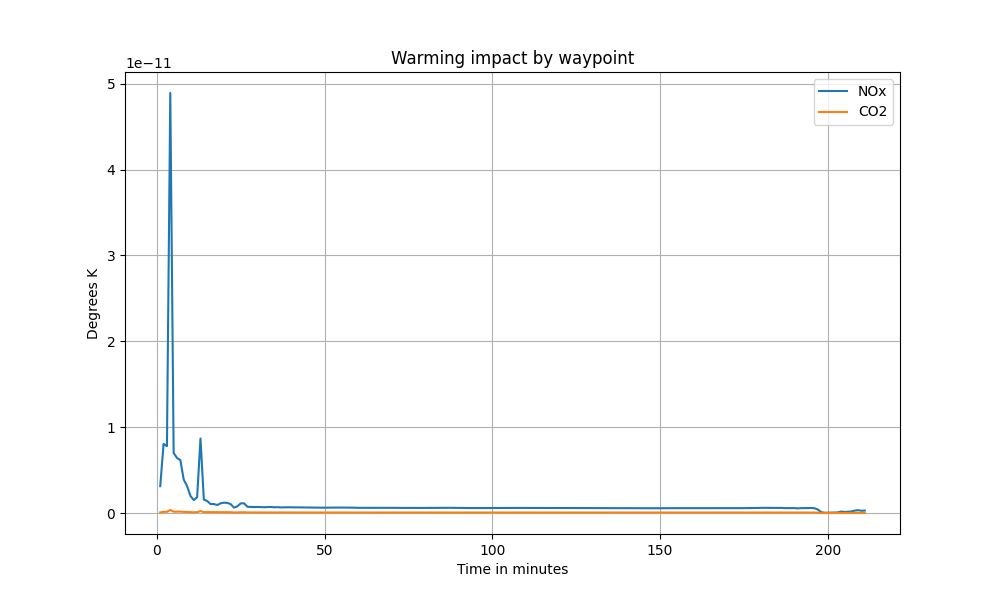 Warming impact by waypoint
1e−11
5
4
3
2
1
0
Degrees K
NOx
CO2
0 50 100 150 200
Time in minutes